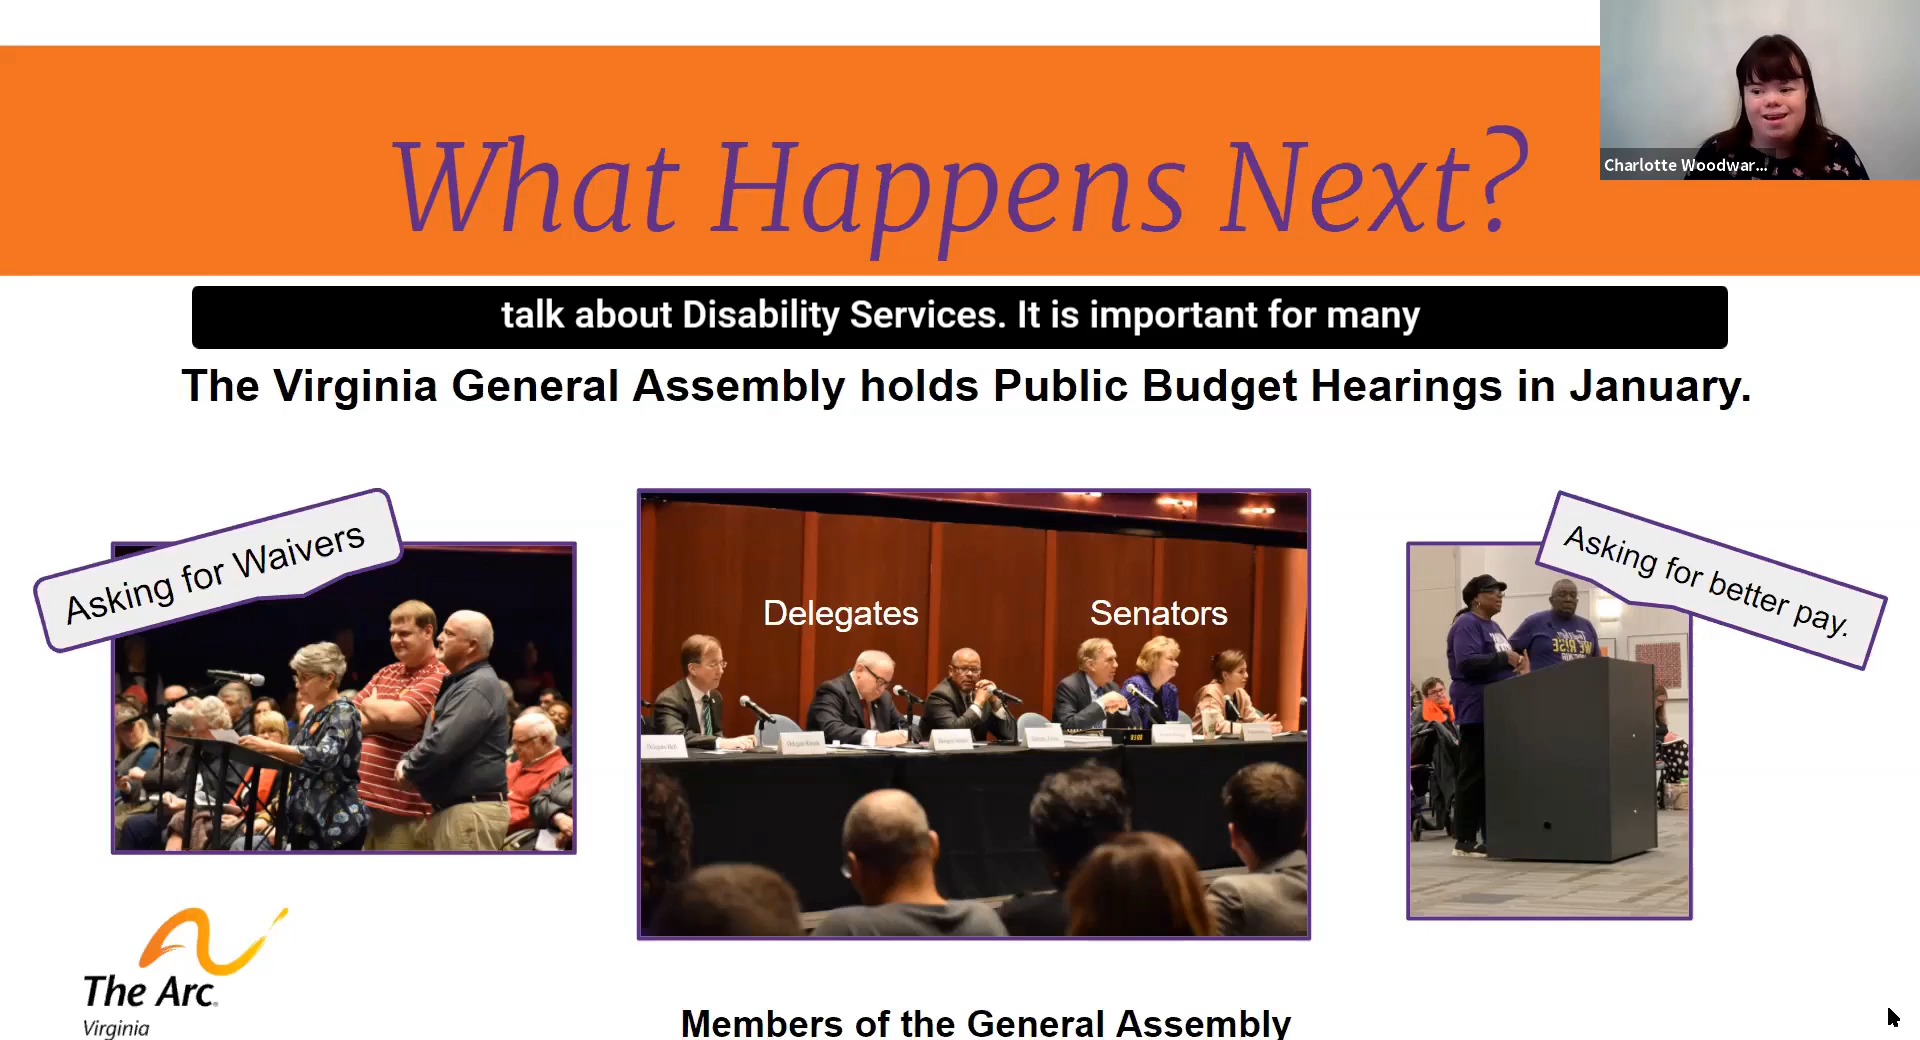 What Happens Next?
Charlotte Woodwar...
talk about Disability Services. It is important for many
The Virginia General Assembly holds Public Budget Hearings in January.
Asking for Waivers
Delegates
Senators
Asking for better pay.
WE RISE
The Arc
Virginia
Members of the General Assembly